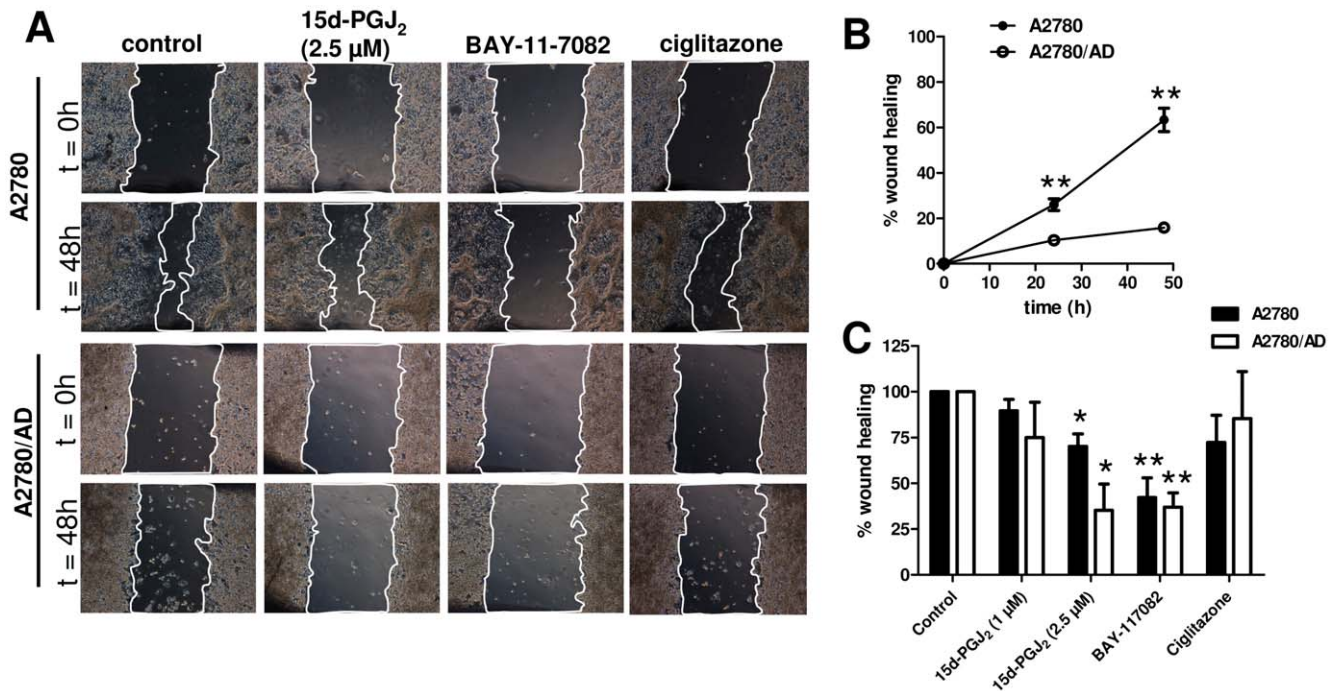 A
control
15d-PGJ₂
(2.5 µM)
BAY-11-7082
ciglitazone
A2780
t = 0h
t = 48h
A2780/AD
t = 0h
t = 48h
B
A2780
A2780/AD
% wound healing
100
80
60
40
20
0
**
**
0 10 20 30 40 50
time (h)
C
A2780
A2780/AD
% wound healing
125
100
75
50
25
0
*
*
**
**
Control
15d-PGJ₂ (1 µM)
15d-PGJ₂ (2.5 µM)
BAY-117082
Ciglitazone